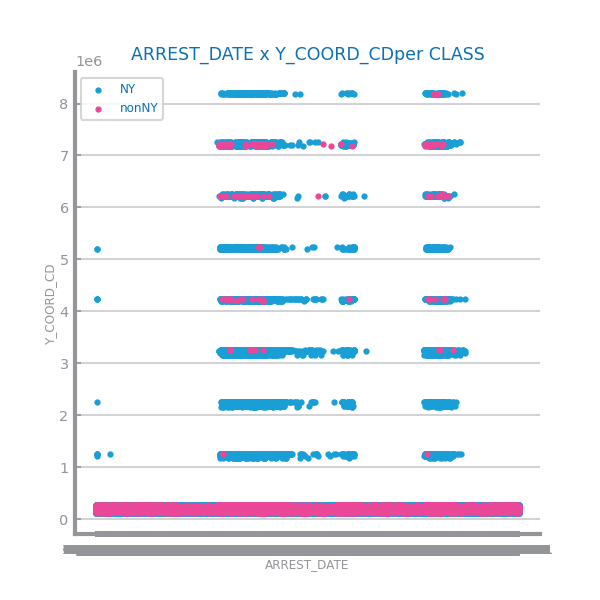 ARREST_DATE x Y_COORD_CDper CLASS
1e6
NY
nonNY
8
7
6
5
4
3
2
1
0
Y_COORD_CD
ARREST_DATE